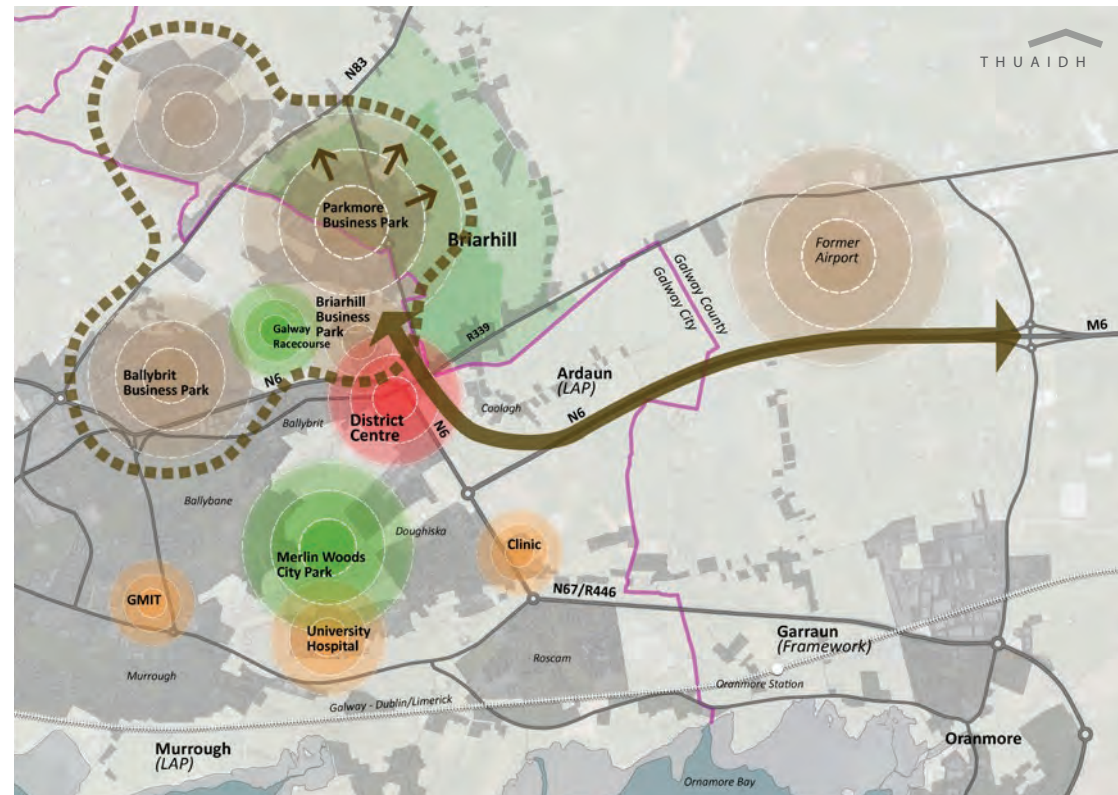 THUAIDH
N83
Parkmore
Business Park
Briarhill
Former
Airport
Galway County
Galway City
Briarhill
Business
Park
Galway
Racecourse
R339
M6
N6
Ballybrit
Business Park
Ardaun
(LAP)
Coolagh
N6
N6
Ballybrit
District
Centre
Ballybane
Doughiska
Clinic
Merlin Woods
City Park
N67/R446
GMIT
University
Hospital
Garraun
(Framework)
Roscam
Murrough
Oranmore Station
Galway - Dublin/Limerick
Oranmore
Murrough
(LAP)
Ornamore Bay